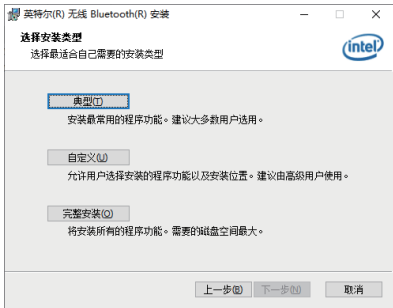 英特尔(R) 无线 Bluetooth(R) 安装
选择安装类型
选择最适合自己需要的安装类型
intel
典型(T)
安装最常用的程序功能。建议大多数用户选用。
自定义(U)
允许用户选择安装的程序功能以及安装位置。建议由高级用户使用。
完整安装(O)
将安装所有的程序功能。需要的磁盘空间最大。
上一步(B) 下一步(N) 取消